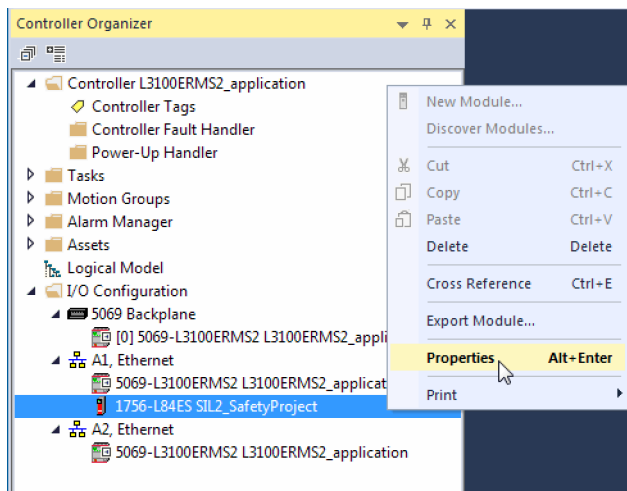 Controller Organizer
Controller L3100ERMS2_application
Controller Tags
Controller Fault Handler
Power-Up Handler
Tasks
Motion Groups
Alarm Manager
Assets
Logical Model
I/O Configuration
5069 Backplane
[0] 5069-L3100ERMS2 L3100ERMS2_appli
A1, Ethernet
5069-L3100ERMS2 L3100ERMS2_applicat
1756-L84ES SIL2_SafetyProject
A2, Ethernet
5069-L3100ERMS2 L3100ERMS2_application
New Module...
Discover Modules...
Cut Ctrl+X
Copy Ctrl+C
Paste Ctrl+V
Delete Delete
Cross Reference Ctrl+E
Export Module...
Properties Alt+Enter
Print